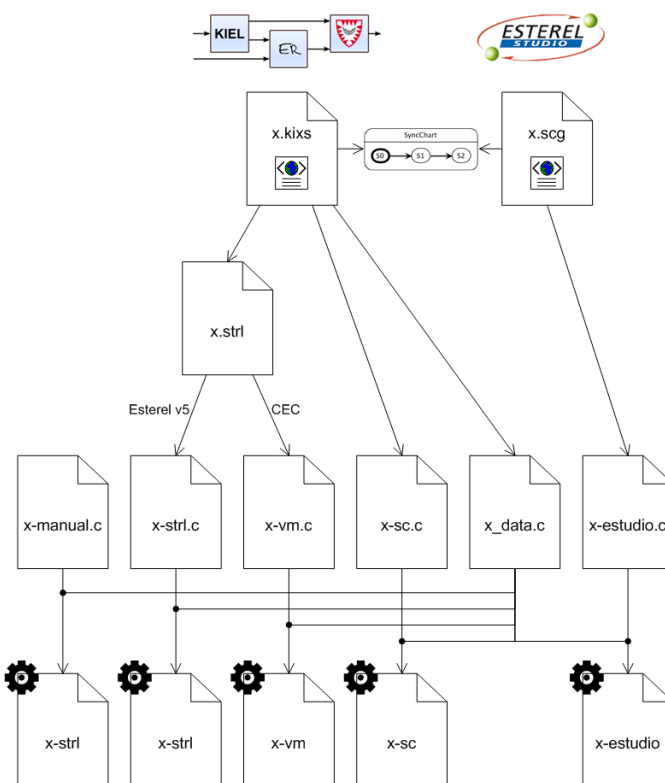 KIEL
ER
ESTEREL
STUDIO
x.kixs
SyncChart
S0
S1
S2
x.scg
x.strl
Esterel v5
CEC
x-manual.c
x-strl.c
x-vm.c
x-sc.c
x_data.c
x-estudio.c
x-strl
x-strl
x-vm
x-sc
x-estudio